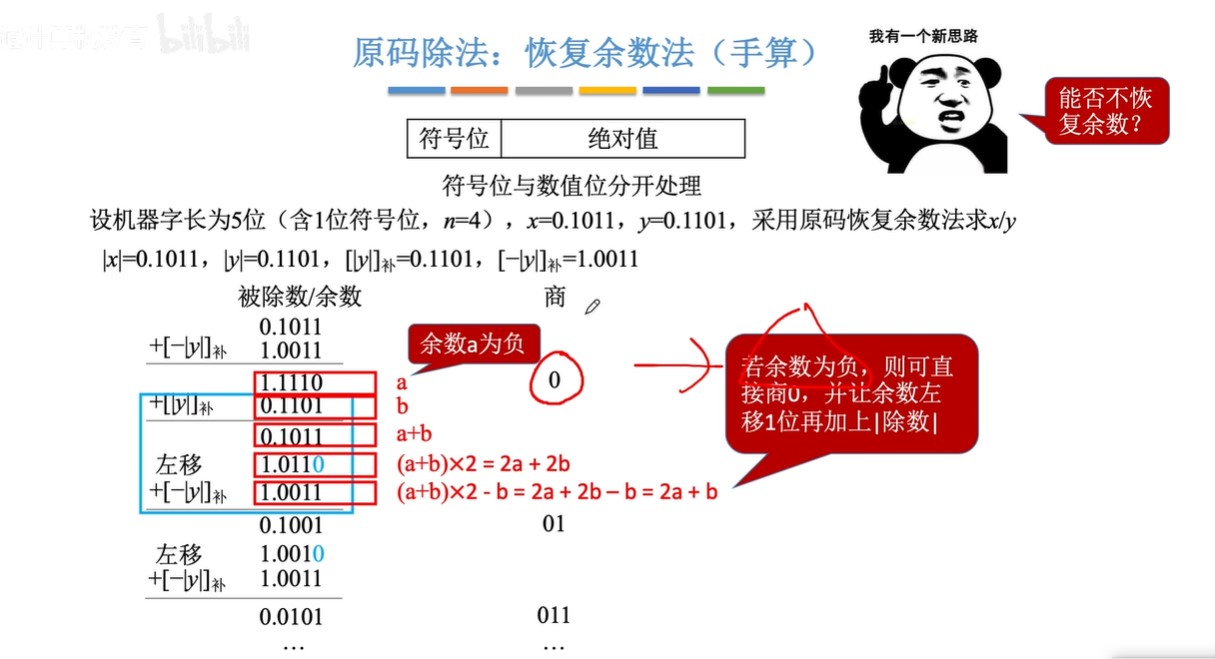 bilibili
原码除法：恢复余数法（手算）
我有一个新思路
能否不恢
复余数？
符号位 绝对值
符号位与数值位分开处理
设机器字长为5位（含1位符号位，n=4），x=0.1011，y=0.1101，采用原码恢复余数法求x/y
|x|=0.1011，|y|=0.1101，[|y|]补=0.1101，[−|y|]补=1.0011
被除数/余数 商
0.1011
+[−|y|]补 1.0011
余数a为负
1.1110 a 0
+[|y|]补 0.1101 b
0.1011 a+b
左移 1.0110 (a+b)×2 = 2a + 2b
+[−|y|]补 1.0011 (a+b)×2 - b = 2a + 2b − b = 2a + b
若余数为负，则可直
接商0，并让余数左
移1位再加上|除数|
0.1001 01
左移 1.0010
+[−|y|]补 1.0011
0.0101 011
… …